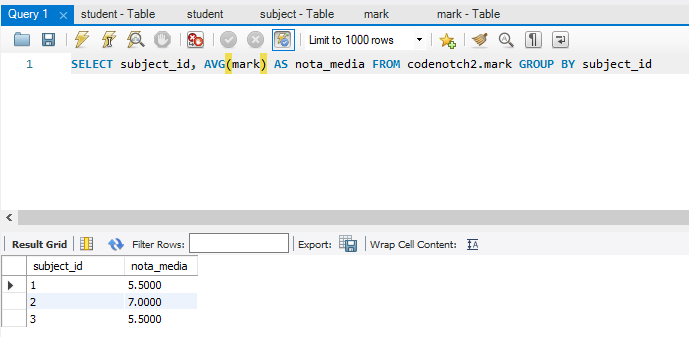 Query 1 student - Table student subject - Table mark mark - Table
Limit to 1000 rows
1 SELECT subject_id, AVG(mark) AS nota_media FROM codenotch2.mark GROUP BY subject_id
Result Grid Filter Rows: Export: Wrap Cell Content:
subject_id nota_media
1 5.5000
2 7.0000
3 5.5000